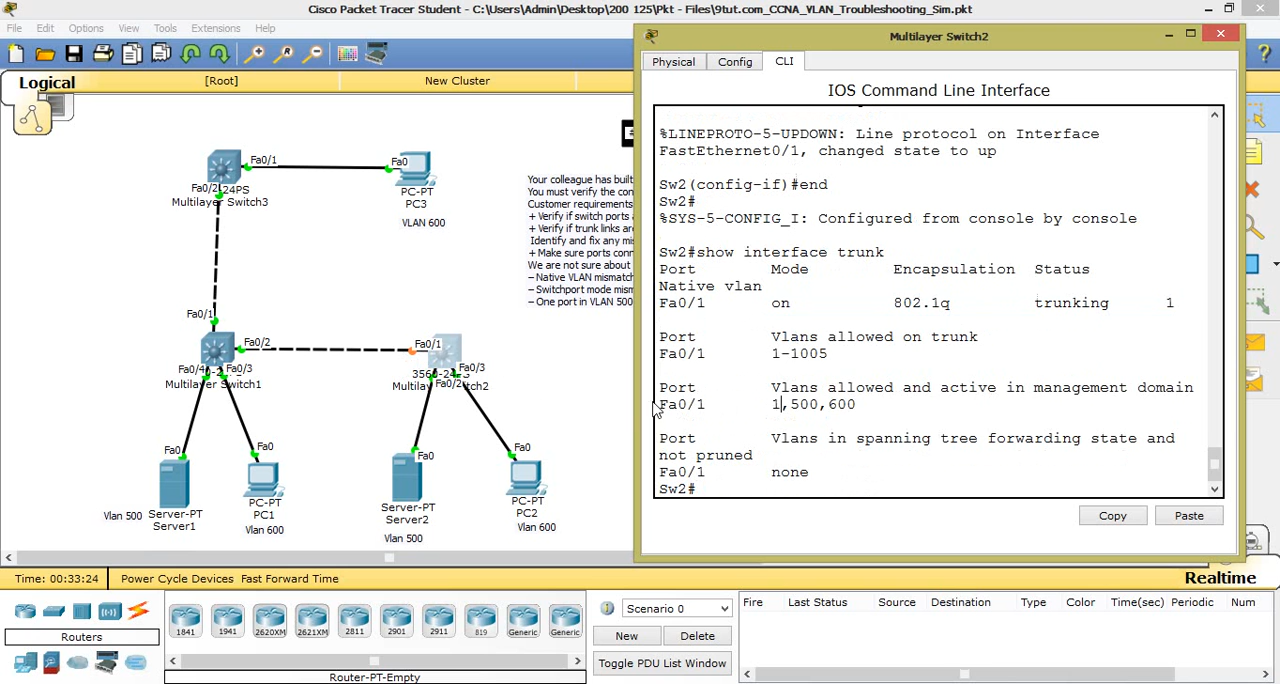 Cisco Packet Tracer Student - C:\Users\Admin\Desktop\200 125\Pkt - Files\9tut.com_CCNA_VLAN_Troubleshooting_Sim.pkt
File Edit Options View Tools Extensions Help
Logical
[Root]
New Cluster
Fa0/1
Fa0
Fa0/2
24PS
Multilayer Switch3
PC-PT
PC3
VLAN 600
Your colleague has built
You must verify the con
Customer requirements
+ Verify if switch ports a
+ Verify if trunk links are
Identify and fix any mis
+ Make sure ports conn
We are not sure about
– Native VLAN mismatc
– Switchport mode mism
– One port in VLAN 500
Fa0/1
Fa0/2
Fa0/1
Fa0/4
Fa0/3
Multilayer Switch1
Fa0/3
Fa0/2
Fa0
Fa0
Fa0
Fa0
Vlan 500
Server-PT
Server1
PC-PT
PC1
Vlan 600
Server-PT
Server2
Vlan 500
PC-PT
PC2
Vlan 600
Multilayer Switch2
Physical Config CLI
IOS Command Line Interface
%LINEPROTO-5-UPDOWN: Line protocol on Interface
FastEthernet0/1, changed state to up
Sw2(config-if)#end
Sw2#
%SYS-5-CONFIG_I: Configured from console by console
Sw2#show interface trunk
Port Mode Encapsulation Status
Native vlan
Fa0/1 on 802.1q trunking 1
Port Vlans allowed on trunk
Fa0/1 1-1005
Port Vlans allowed and active in management domain
Fa0/1 1,500,600
Port Vlans in spanning tree forwarding state and
not pruned
Fa0/1 none
Sw2#
Copy Paste
Time: 00:33:24 Power Cycle Devices Fast Forward Time
Realtime
Routers
1841 1941 2620XM 2621XM 2811 2901 2911 819 Generic Generic
Router-PT-Empty
Scenario 0
New Delete
Toggle PDU List Window
Fire Last Status Source Destination Type Color Time(sec) Periodic Num